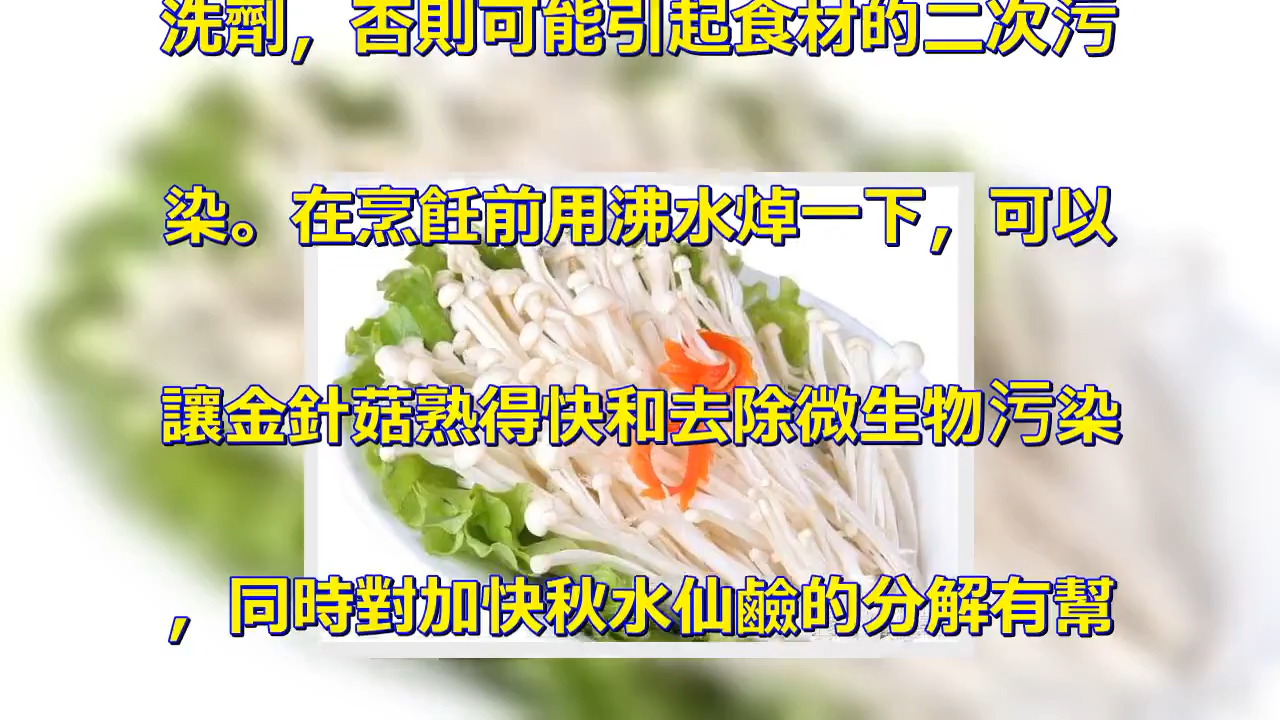 洗劑，否則可能引起食材的二次污
染。在烹飪前用沸水焯一下，可以
讓金針菇熟得快和去除微生物污染
，同時對加快秋水仙鹼的分解有幫